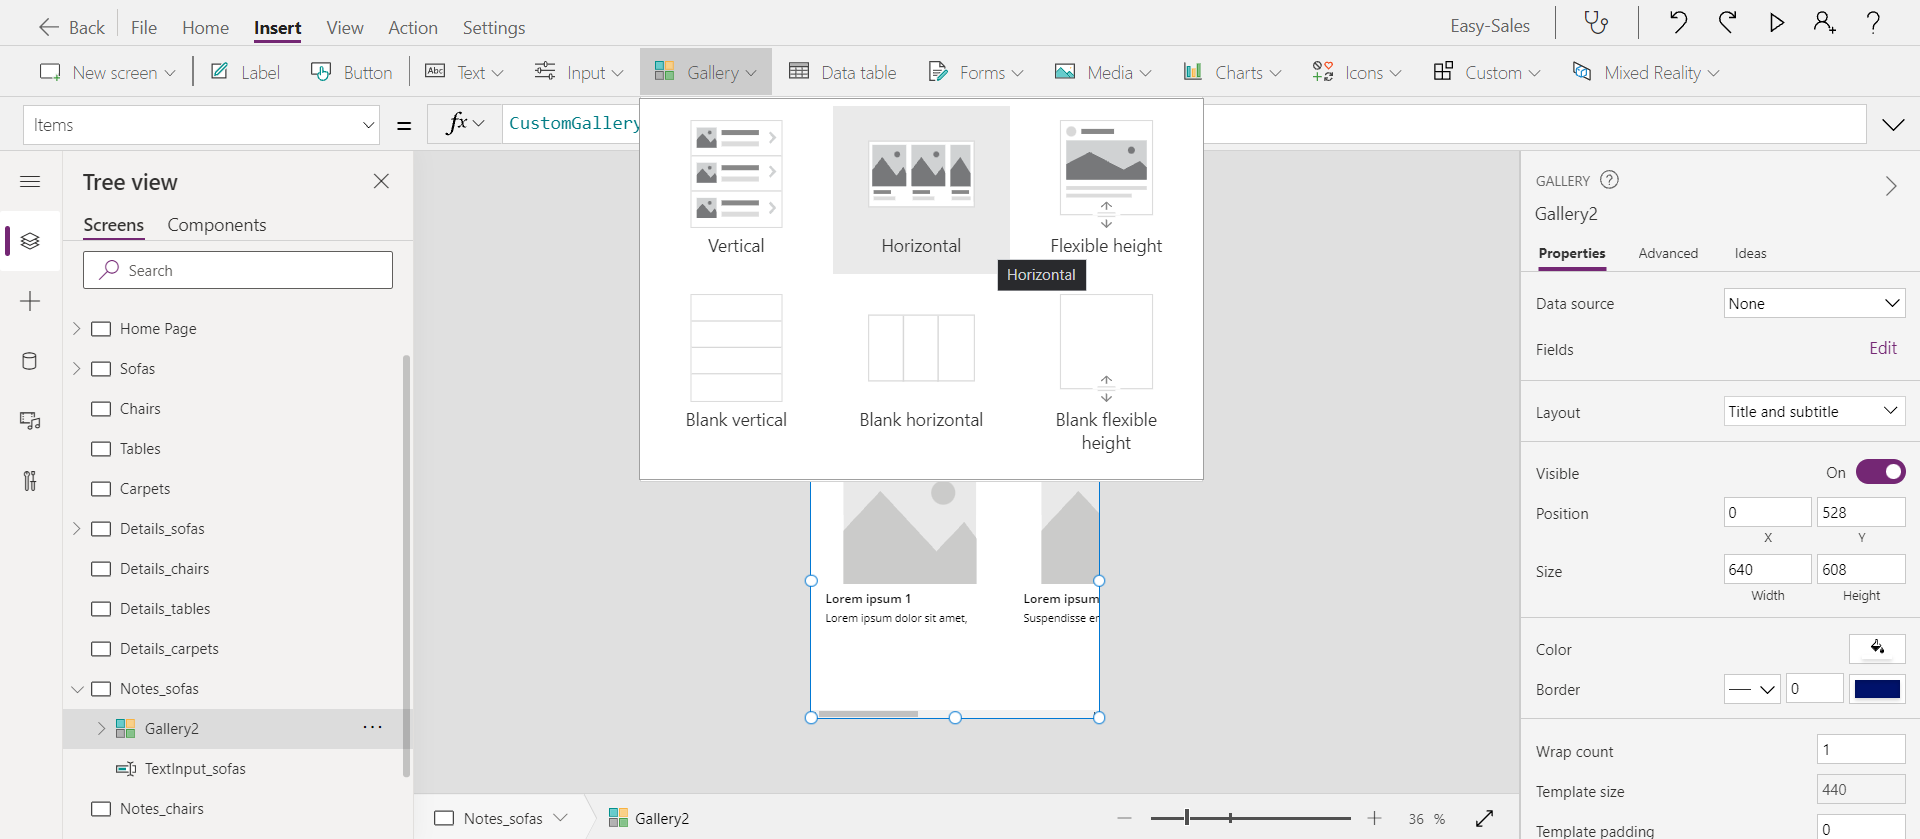 Back File Home Insert View Action Settings Easy-Sales
New screen Label Button Abc Text Input Gallery Data table Forms Media Charts Icons Custom Mixed Reality
Items = fx CustomGallery
Tree view
Screens Components
Search
Home Page
Sofas
Chairs
Tables
Carpets
Details_sofas
Details_chairs
Details_tables
Details_carpets
Notes_sofas
Gallery2 ...
TextInput_sofas
Notes_chairs
Vertical Horizontal Flexible height
Horizontal
Blank vertical Blank horizontal Blank flexible
height
Lorem ipsum 1 Lorem ipsum
Lorem ipsum dolor sit amet, Suspendisse er
Notes_sofas Gallery2 36 %
GALLERY ?
Gallery2
Properties Advanced Ideas
Data source None
Fields Edit
Layout Title and subtitle
Visible On
Position 0 528
X Y
Size 640 608
Width Height
Color
Border 0
Wrap count 1
Template size 440
Template padding 0